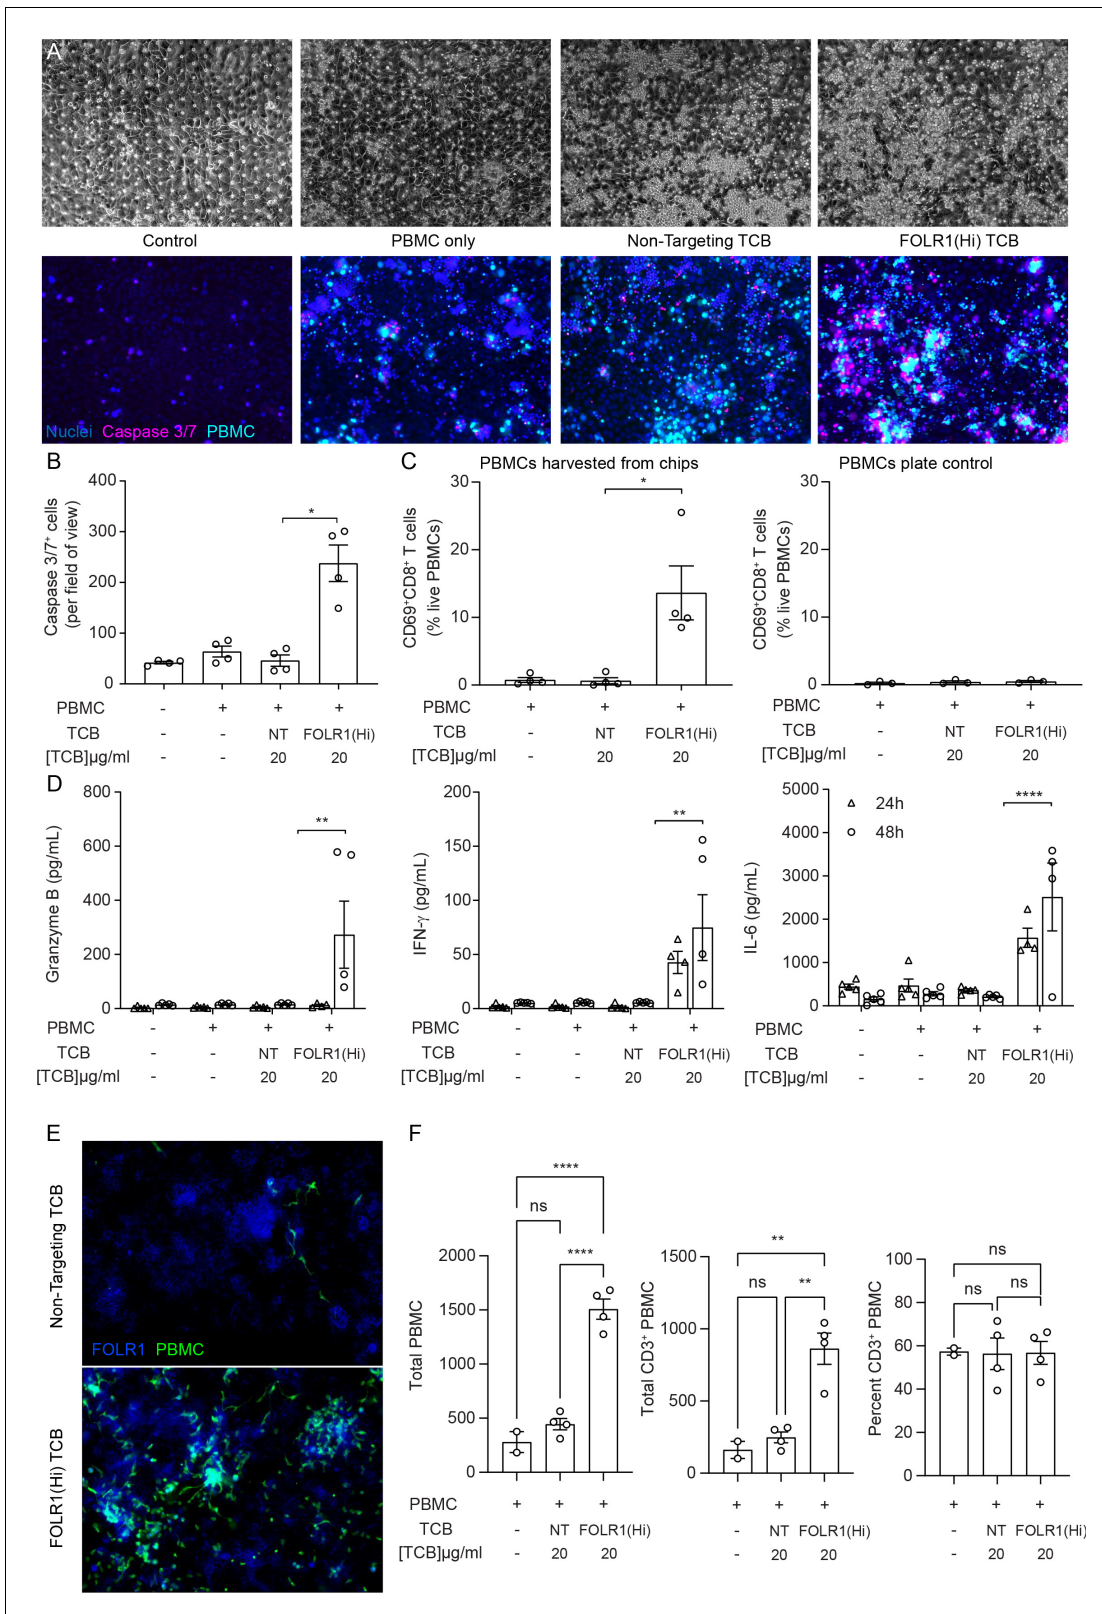 A
Control PBMC only Non-Targeting TCB FOLR1(Hi) TCB
Nuclei Caspase 3/7 PBMC
B
Caspase 3/7⁺ cells
(per field of view)
400
300
200
100
0
*
PBMC - + + +
TCB - - NT FOLR1(Hi)
[TCB]µg/ml - - 20 20
C
PBMCs harvested from chips
CD69⁺CD8⁺ T cells
(% live PBMCs)
30
20
10
0
*
PBMC + + +
TCB - NT FOLR1(Hi)
[TCB]µg/ml - 20 20
PBMCs plate control
CD69⁺CD8⁺ T cells
(% live PBMCs)
30
20
10
0
+ + +
- NT FOLR1(Hi)
- 20 20
D
Granzyme B (pg/mL)
800
600
400
200
0
**
PBMC - + + +
TCB - - NT FOLR1(Hi)
[TCB]µg/ml - - 20 20
IFN-γ (pg/mL)
200
150
100
50
0
**
PBMC - + + +
TCB - - NT FOLR1(Hi)
[TCB]µg/ml - - 20 20
IL-6 (pg/mL)
5000
4000
3000
2000
1000
0
24h
48h
****
PBMC - + + +
TCB - - NT FOLR1(Hi)
[TCB]µg/ml - - 20 20
E
Non-Targeting TCB
FOLR1 PBMC
FOLR1(Hi) TCB
F
Total PBMC
2000
1500
1000
500
0
****
ns
****
PBMC + + +
TCB - NT FOLR1(Hi)
[TCB]µg/ml - 20 20
Total CD3⁺ PBMC
1500
1000
500
0
**
ns **
+ + +
- NT FOLR1(Hi)
- 20 20
Percent CD3⁺ PBMC
100
80
60
40
20
0
ns
ns ns
+ + +
- NT FOLR1(Hi)
- 20 20